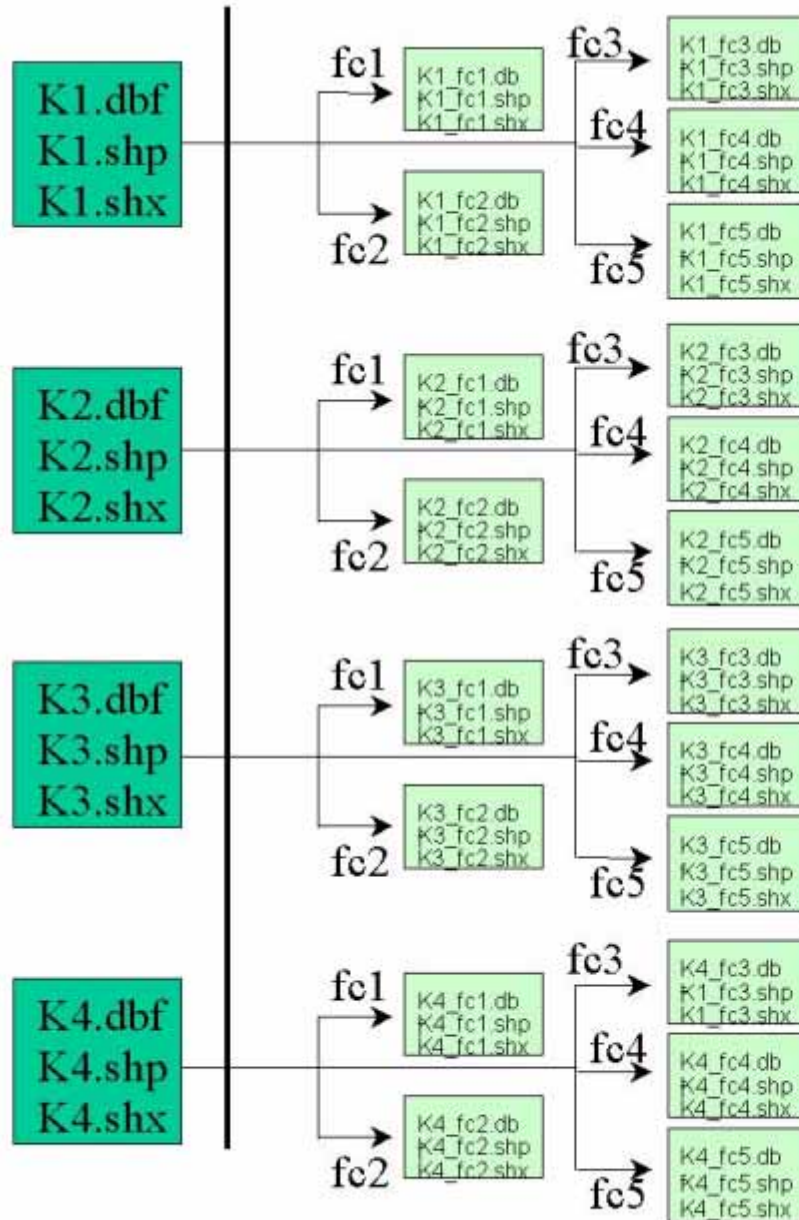 K1.dbf
K1.shp
K1.shx
fc1
K1_fc1.db
K1_fc1.shp
K1_fc1.shx
fc2
K1_fc2.db
K1_fc2.shp
K1_fc2.shx
fc3
K1_fc3.db
K1_fc3.shp
K1_fc3.shx
fc4
K1_fc4.db
K1_fc4.shp
K1_fc4.shx
fc5
K1_fc5.db
K1_fc5.shp
K1_fc5.shx
K2.dbf
K2.shp
K2.shx
fc1
K2_fc1.db
K2_fc1.shp
K2_fc1.shx
fc2
K2_fc2.db
K2_fc2.shp
K2_fc2.shx
fc3
K2_fc3.db
K2_fc3.shp
K2_fc3.shx
fc4
K2_fc4.db
K2_fc4.shp
K2_fc4.shx
fc5
K2_fc5.db
K2_fc5.shp
K2_fc5.shx
K3.dbf
K3.shp
K3.shx
fc1
K3_fc1.db
K3_fc1.shp
K3_fc1.shx
fc2
K3_fc2.db
K3_fc2.shp
K3_fc2.shx
fc3
K3_fc3.db
K3_fc3.shp
K3_fc3.shx
fc4
K3_fc4.db
K3_fc4.shp
K3_fc4.shx
fc5
K3_fc5.db
K3_fc5.shp
K3_fc5.shx
K4.dbf
K4.shp
K4.shx
fc1
K4_fc1.db
K4_fc1.shp
K4_fc1.shx
fc2
K4_fc2.db
K4_fc2.shp
K4_fc2.shx
fc3
K4_fc3.db
K1_fc3.shp
K1_fc3.shx
fc4
K4_fc4.db
K4_fc4.shp
K4_fc4.shx
fc5
K4_fc5.db
K4_fc5.shp
K4_fc5.shx